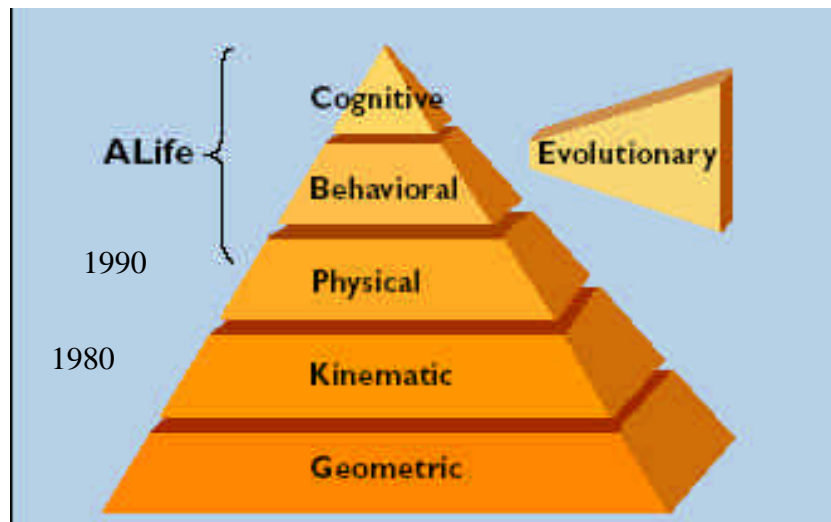 Cognitive
ALife
Evolutionary
Behavioral
1990
Physical
1980
Kinematic
Geometric